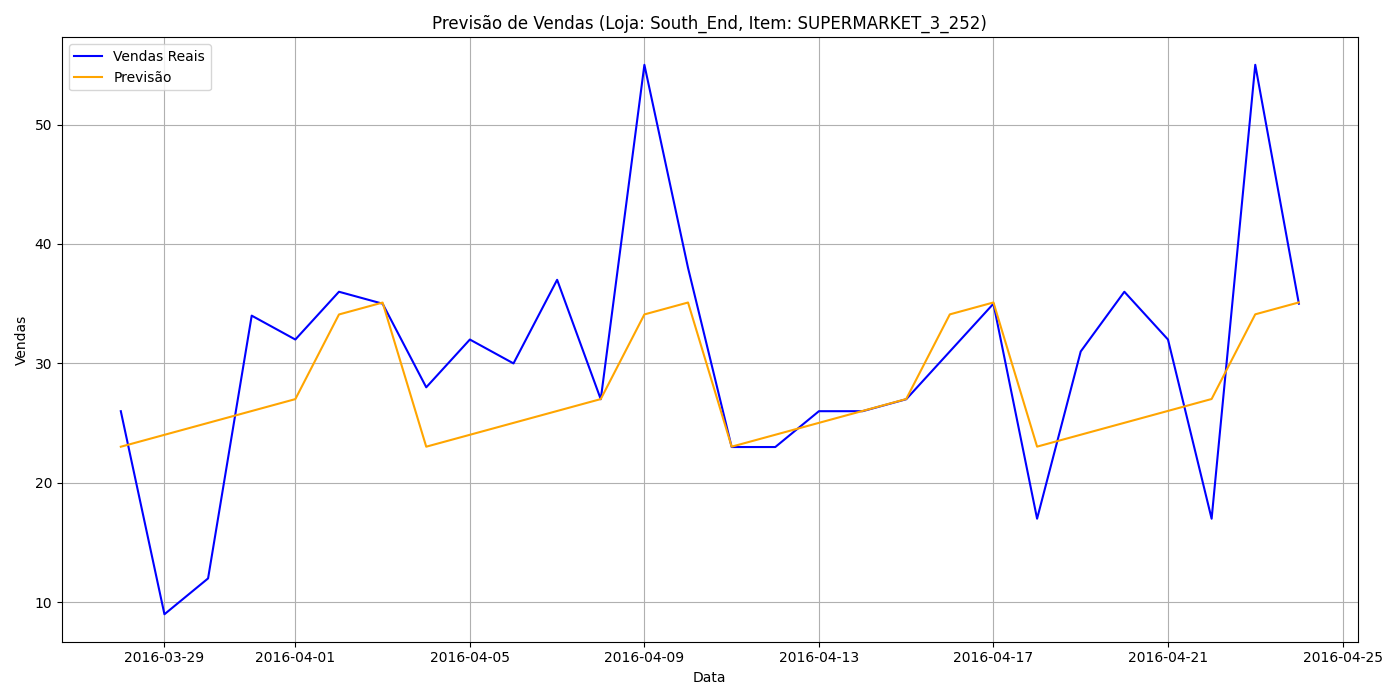 Previsão de Vendas (Loja: South_End, Item: SUPERMARKET_3_252)
Vendas Reais
Previsão
Vendas
50
40
30
20
10
2016-03-29
2016-04-01
2016-04-05
2016-04-09
2016-04-13
2016-04-17
2016-04-21
2016-04-25
Data